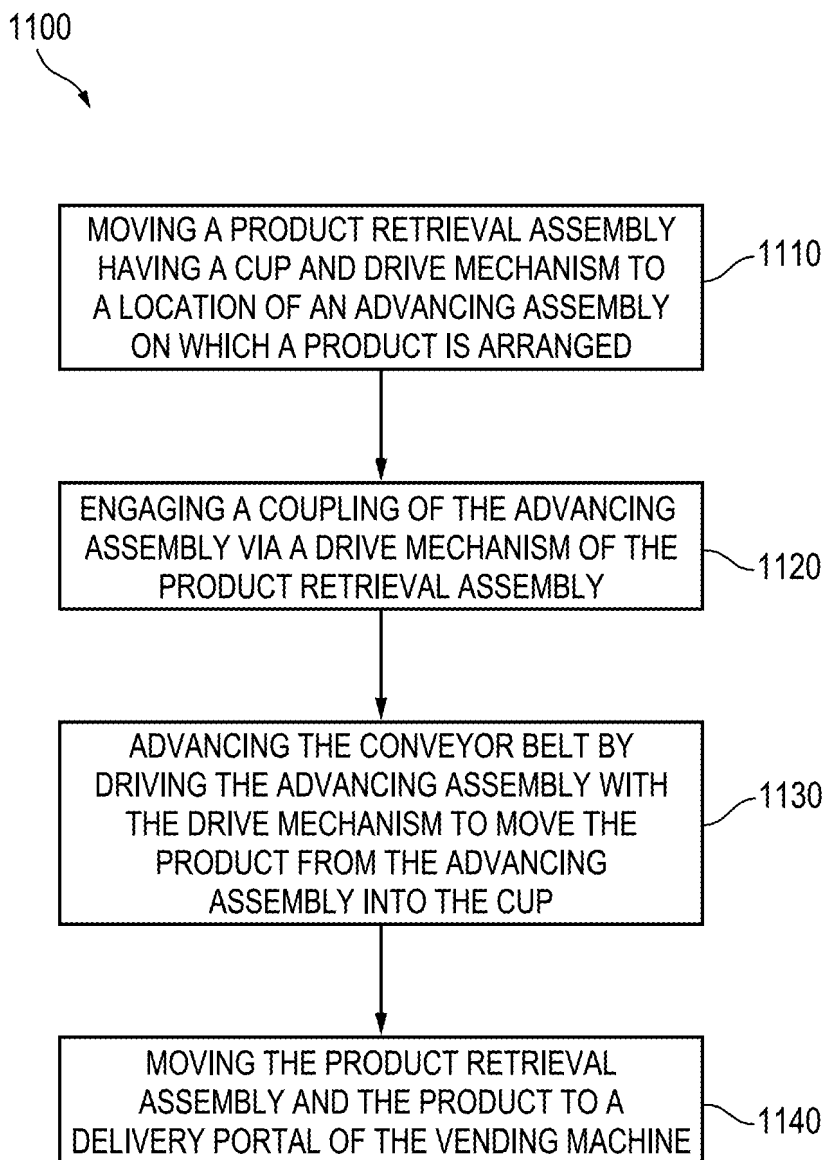 1100
MOVING A PRODUCT RETRIEVAL ASSEMBLY
HAVING A CUP AND DRIVE MECHANISM TO
A LOCATION OF AN ADVANCING ASSEMBLY
ON WHICH A PRODUCT IS ARRANGED
1110
ENGAGING A COUPLING OF THE ADVANCING
ASSEMBLY VIA A DRIVE MECHANISM OF THE
PRODUCT RETRIEVAL ASSEMBLY
1120
ADVANCING THE CONVEYOR BELT BY
DRIVING THE ADVANCING ASSEMBLY WITH
THE DRIVE MECHANISM TO MOVE THE
PRODUCT FROM THE ADVANCING
ASSEMBLY INTO THE CUP
1130
MOVING THE PRODUCT RETRIEVAL
ASSEMBLY AND THE PRODUCT TO A
DELIVERY PORTAL OF THE VENDING MACHINE
1140